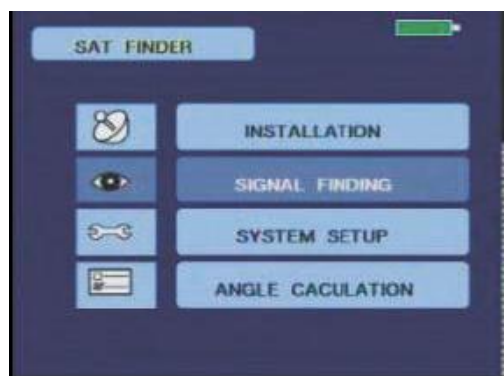 SAT FINDER
INSTALLATION
SIGNAL FINDING
SYSTEM SETUP
ANGLE CACULATION